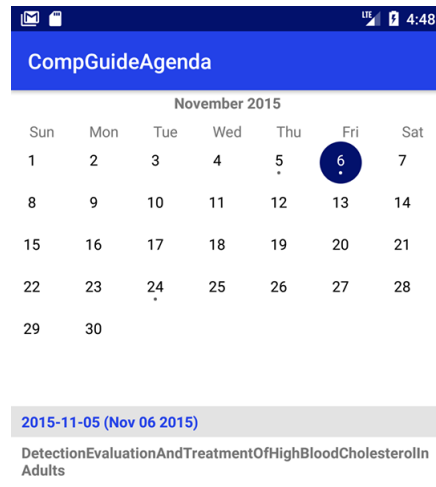 LTE 4:48
CompGuideAgenda
November 2015
Sun Mon Tue Wed Thu Fri Sat
1 2 3 4 5 6 7
8 9 10 11 12 13 14
15 16 17 18 19 20 21
22 23 24 25 26 27 28
29 30
2015-11-05 (Nov 06 2015)
DetectionEvaluationAndTreatmentOfHighBloodCholesterolIn
Adults